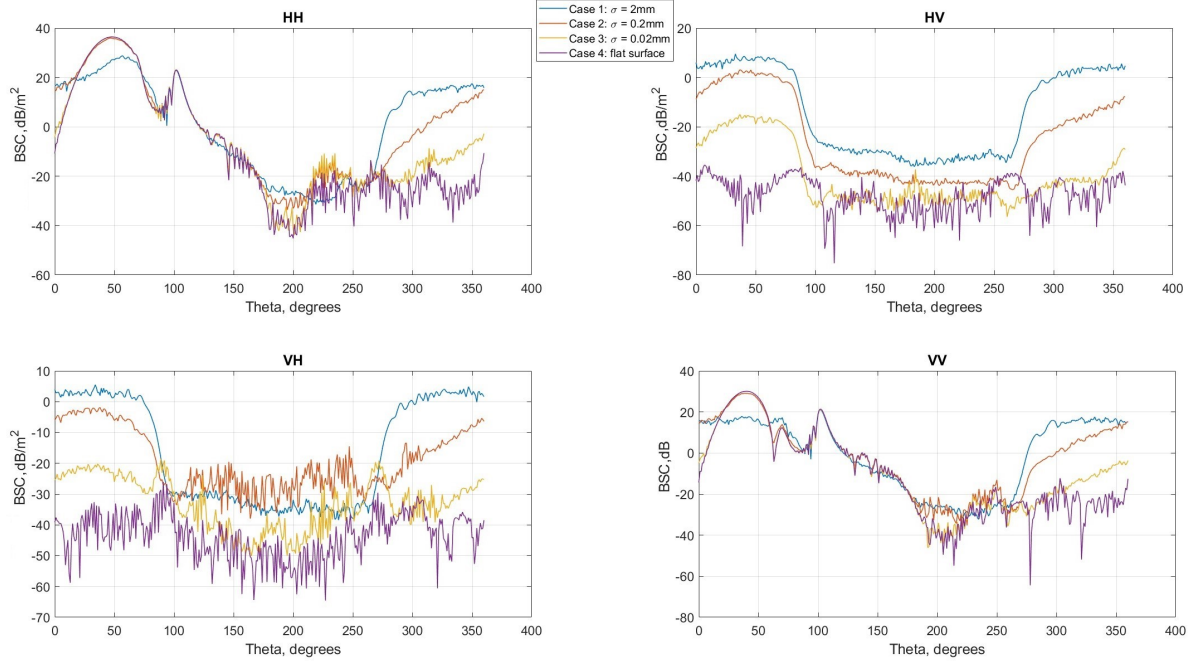 HH
40
20
0
-20
-40
-60
BSC, dB/m²
0 50 100 150 200 250 300 350 400
Theta, degrees
Case 1: σ = 2mm
Case 2: σ = 0.2mm
Case 3: σ = 0.02mm
Case 4: flat surface
HV
20
0
-20
-40
-60
-80
BSC, dB/m²
0 50 100 150 200 250 300 350 400
Theta, degrees
VH
10
0
-10
-20
-30
-40
-50
-60
-70
BSC, dB/m²
0 50 100 150 200 250 300 350 400
Theta, degrees
VV
40
20
0
-20
-40
-60
-80
BSC, dB
0 50 100 150 200 250 300 350 400
Theta, degrees